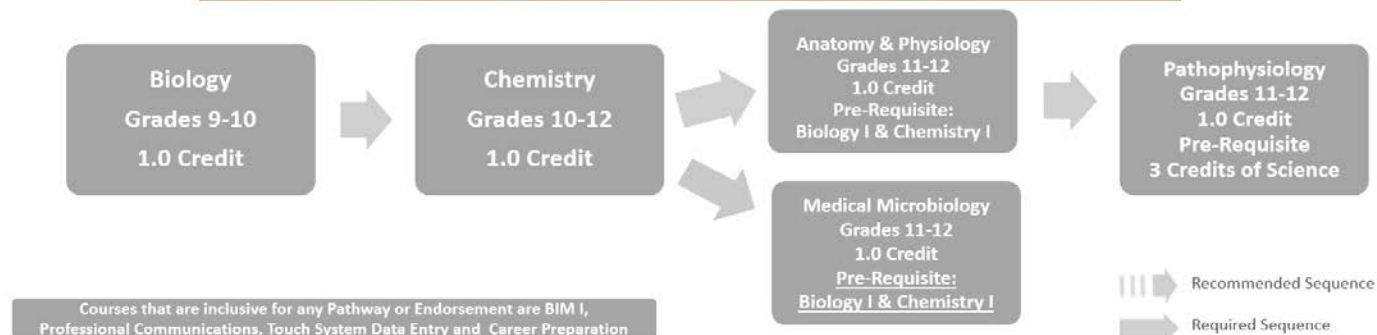 Biology
Grades 9-10
1.0 Credit
Chemistry
Grades 10-12
1.0 Credit
Anatomy & Physiology
Grades 11-12
1.0 Credit
Pre-Requisite:
Biology I & Chemistry I
Medical Microbiology
Grades 11-12
1.0 Credit
Pre-Requisite:
Biology I & Chemistry I
Pathophysiology
Grades 11-12
1.0 Credit
Pre-Requisite
3 Credits of Science
Courses that are inclusive for any Pathway or Endorsement are BIM I,
Professional Communications, Touch System Data Entry and Career Preparation
Recommended Sequence
Required Sequence